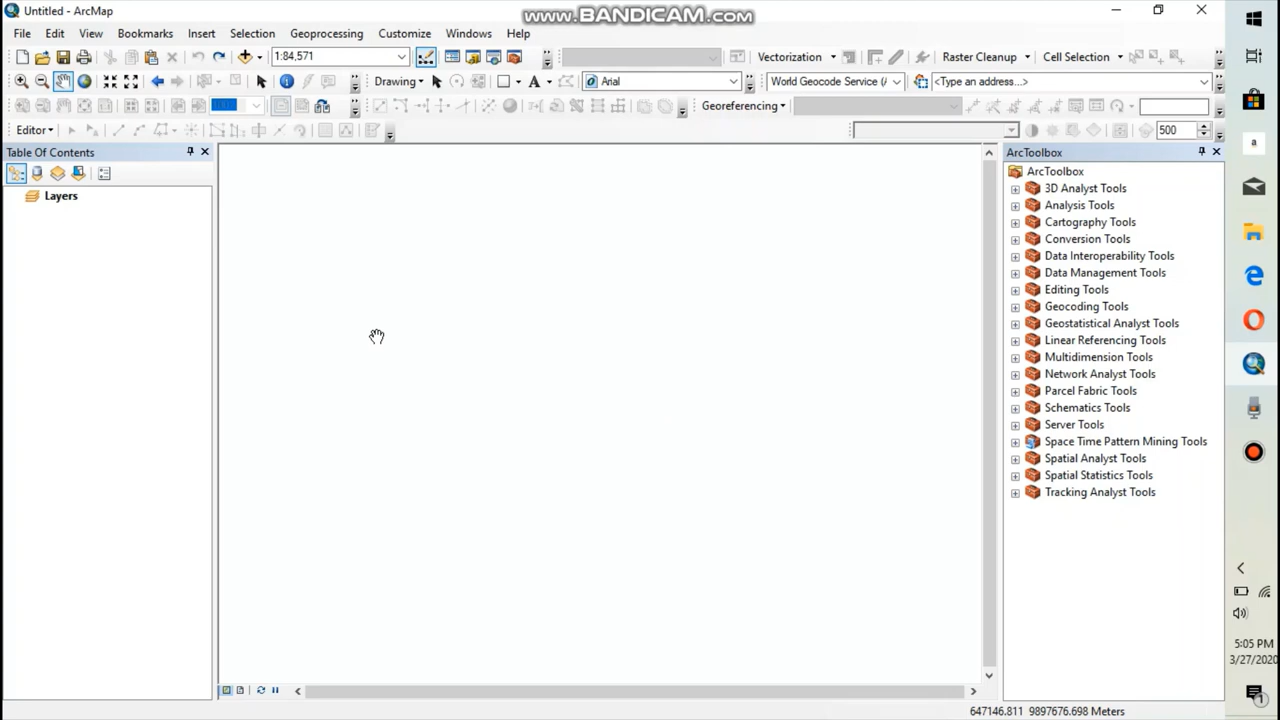 Untitled - ArcMap
www.BANDICAM.com
File Edit View Bookmarks Insert Selection Geoprocessing Customize Windows Help
1:84,571 Vectorization Raster Cleanup Cell Selection
Drawing A Arial World Geocode Service (A <Type an address...>
Georeferencing
Editor 500
Table Of Contents
Layers
ArcToolbox
ArcToolbox
3D Analyst Tools
Analysis Tools
Cartography Tools
Conversion Tools
Data Interoperability Tools
Data Management Tools
Editing Tools
Geocoding Tools
Geostatistical Analyst Tools
Linear Referencing Tools
Multidimension Tools
Network Analyst Tools
Parcel Fabric Tools
Schematics Tools
Server Tools
Space Time Pattern Mining Tools
Spatial Analyst Tools
Spatial Statistics Tools
Tracking Analyst Tools
647146.811 9897676.698 Meters
a
5:05 PM
3/27/2020
1